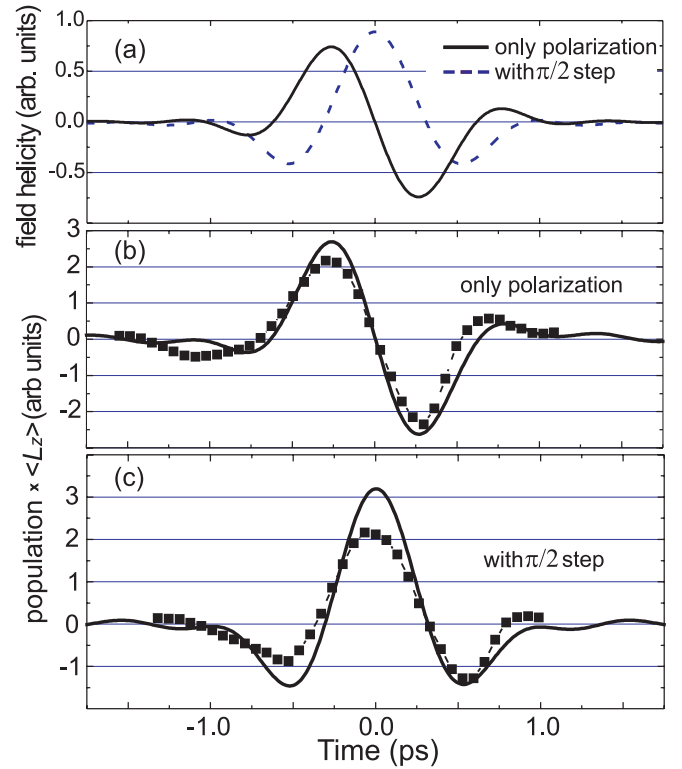 (a)
only polarization
with π/2 step
1.0
0.5
0.0
-0.5
field helicity (arb. units)
(b)
only polarization
3
2
1
0
-1
-2
(c)
with π/2 step
3
2
1
0
-1
population × <Lz> (arb units)
-1.0
0.0
1.0
Time (ps)